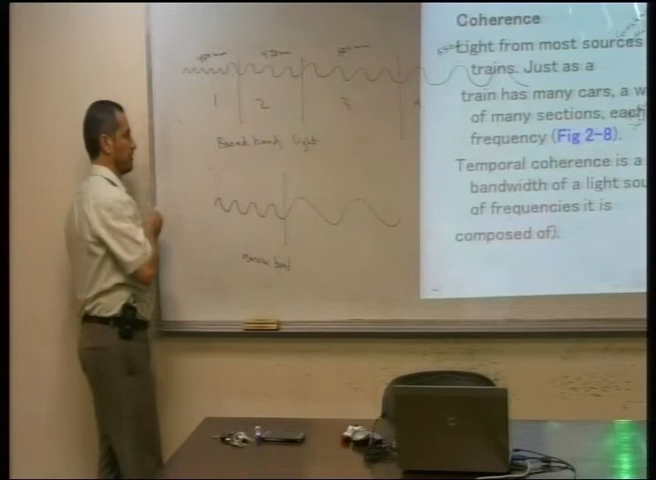 Coherence
Light from most sources
trains. Just as a
train has many cars, a w
of many sections, each
frequency (Fig 2-8).
Temporal coherence is a
bandwidth of a light sou
of frequencies it is
composed of).
1 2 3 4
Broad band light
narrow band